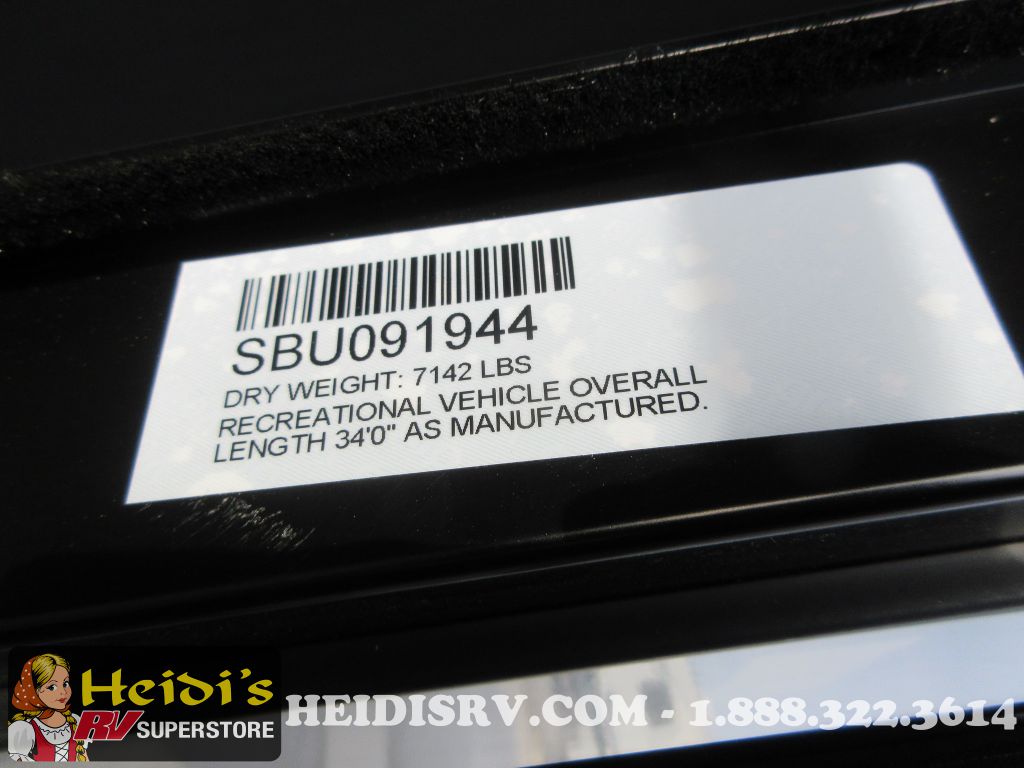 SBU091944
DRY WEIGHT: 7142 LBS
RECREATIONAL VEHICLE OVERALL
LENGTH 34'0" AS MANUFACTURED.
Heidi's
RV SUPERSTORE
HEIDISRV.COM - 1.888.322.3614